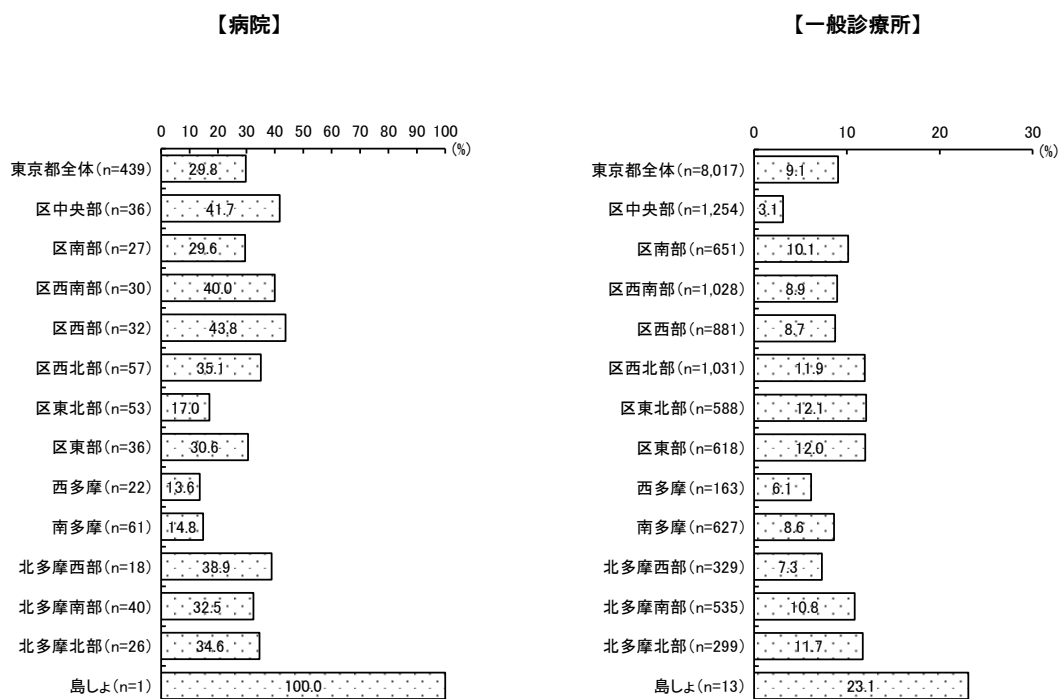 【病院】
0 10 20 30 40 50 60 70 80 90 100
(%)
東京都全体(n=439) 29.8
区中央部(n=36) 41.7
区南部(n=27) 29.6
区西南部(n=30) 40.0
区西部(n=32) 43.8
区西北部(n=57) 35.1
区東北部(n=53) 17.0
区東部(n=36) 30.6
西多摩(n=22) 13.6
南多摩(n=61) 14.8
北多摩西部(n=18) 38.9
北多摩南部(n=40) 32.5
北多摩北部(n=26) 34.6
島しょ(n=1) 100.0
【一般診療所】
0 10 20 30
(%)
東京都全体(n=8,017) 9.1
区中央部(n=1,254) 3.1
区南部(n=651) 10.1
区西南部(n=1,028) 8.9
区西部(n=881) 8.7
区西北部(n=1,031) 11.9
区東北部(n=588) 12.1
区東部(n=618) 12.0
西多摩(n=163) 6.1
南多摩(n=627) 8.6
北多摩西部(n=329) 7.3
北多摩南部(n=535) 10.8
北多摩北部(n=299) 11.7
島しょ(n=13) 23.1